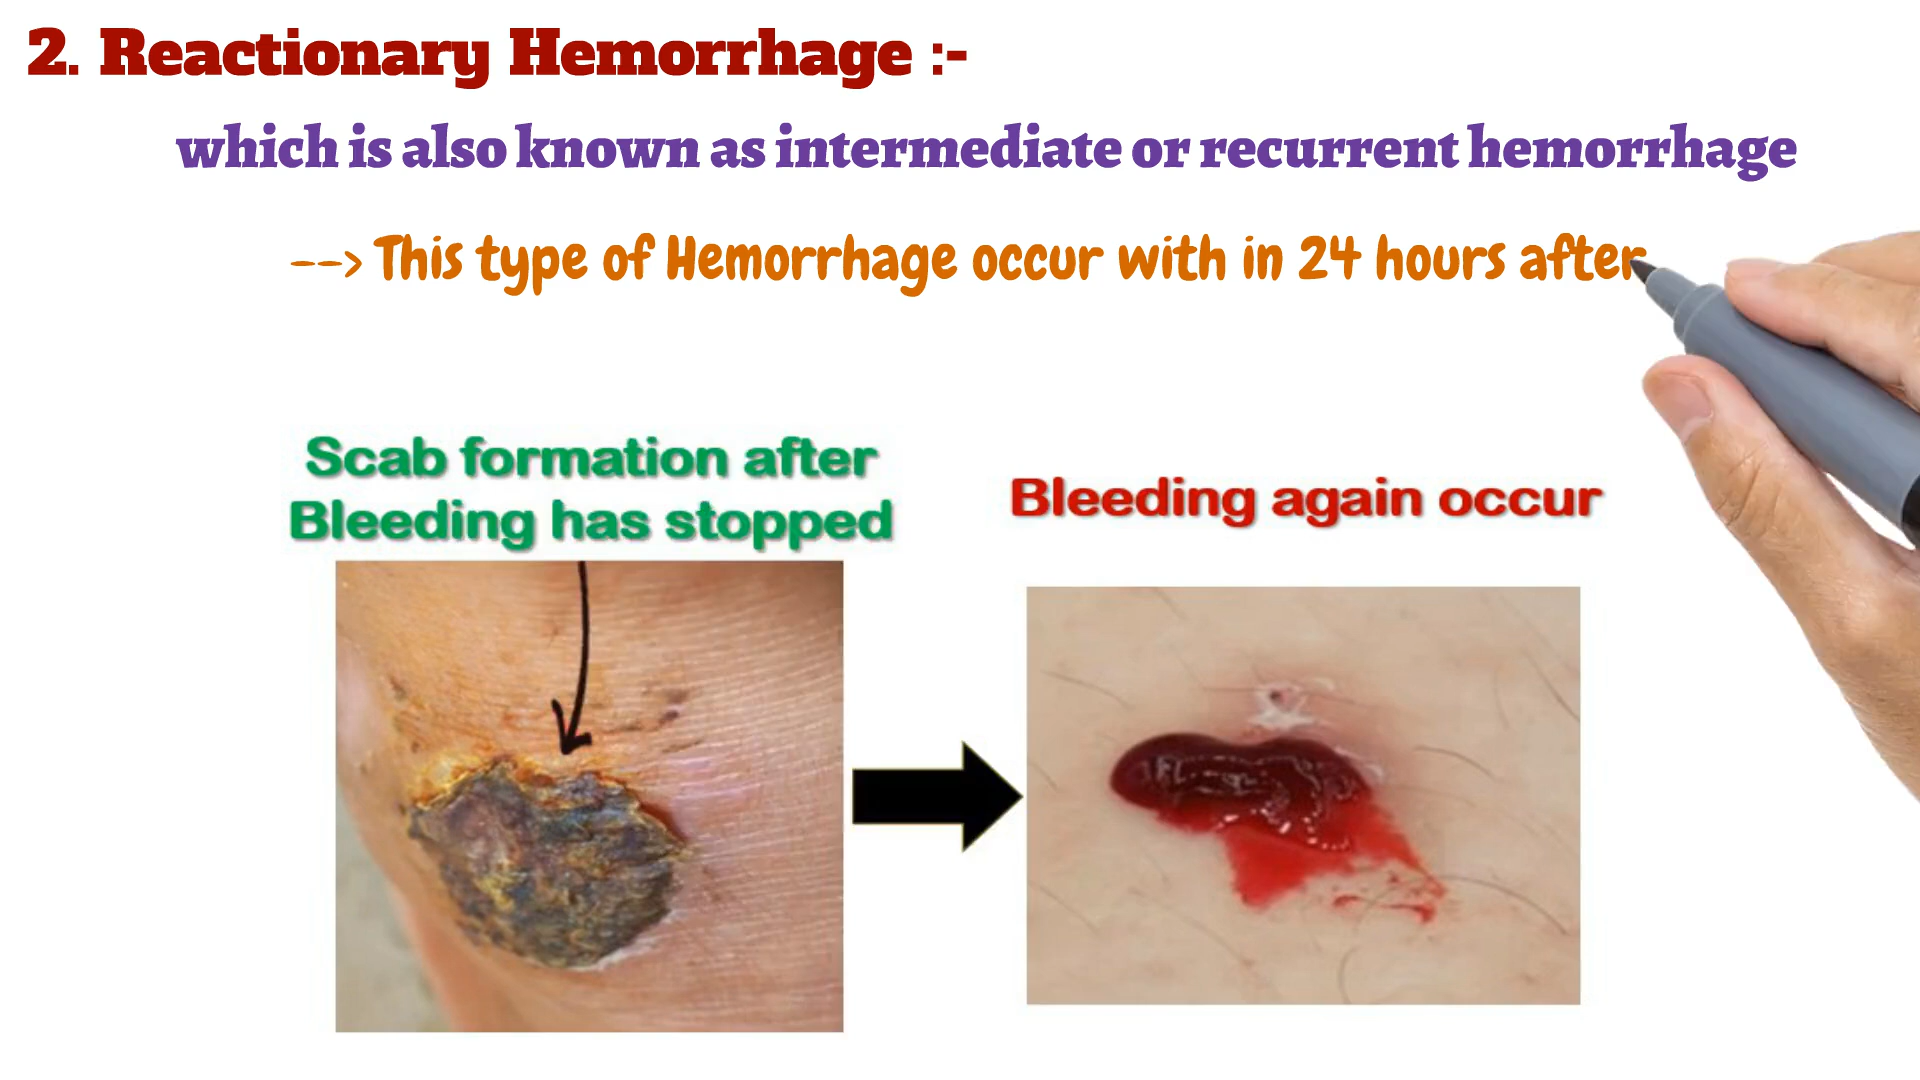 2. Reactionary Hemorrhage :-
which is also known as intermediate or recurrent hemorrhage
--> This type of Hemorrhage occur with in 24 hours after
Scab formation after
Bleeding has stopped
Bleeding again occur